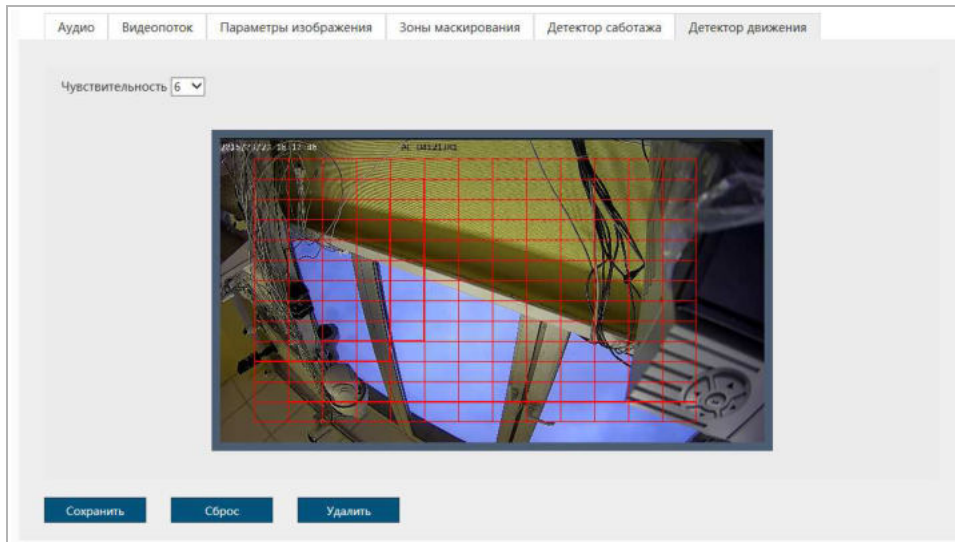 Аудио
Видеопоток
Параметры изображения
Зоны маскирования
Детектор саботажа
Детектор движения
Чувствительность 6
Сохранить
Сброс
Удалить